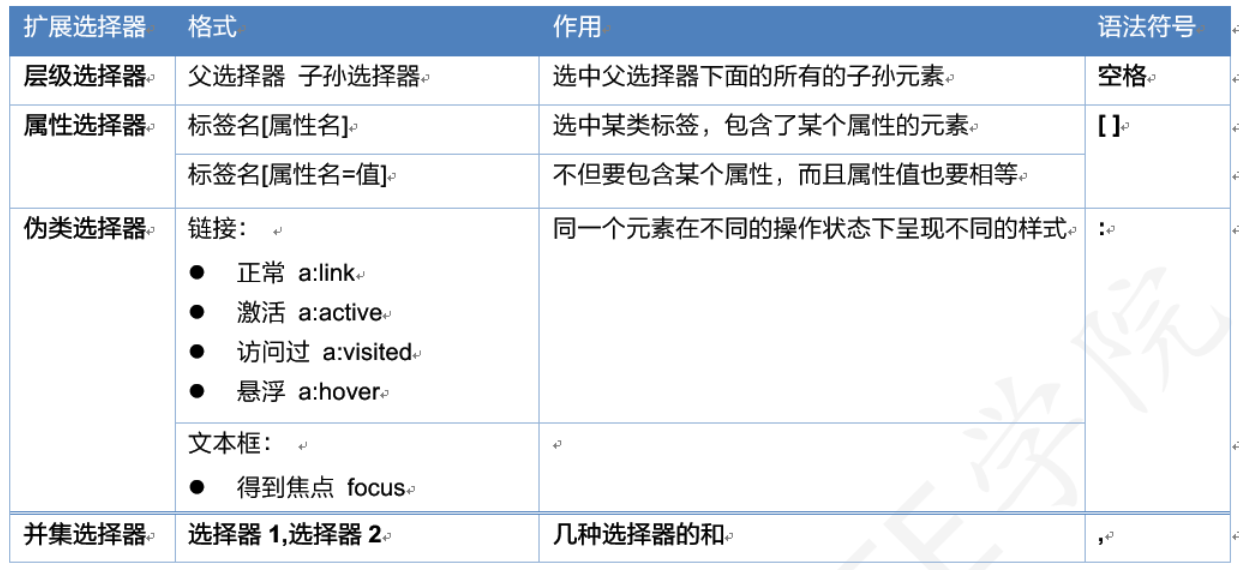 扩展选择器 格式 作用 语法符号
层级选择器 父选择器 子孙选择器 选中父选择器下面的所有的子孙元素 空格
属性选择器 标签名[属性名] 选中某类标签，包含了某个属性的元素 [ ]
标签名[属性名=值] 不但要包含某个属性，而且属性值也要相等
伪类选择器 链接： 同一个元素在不同的操作状态下呈现不同的样式 :
● 正常 a:link
● 激活 a:active
● 访问过 a:visited
● 悬浮 a:hover
文本框：
● 得到焦点 focus
并集选择器 选择器 1,选择器 2 几种选择器的和 ,
学院